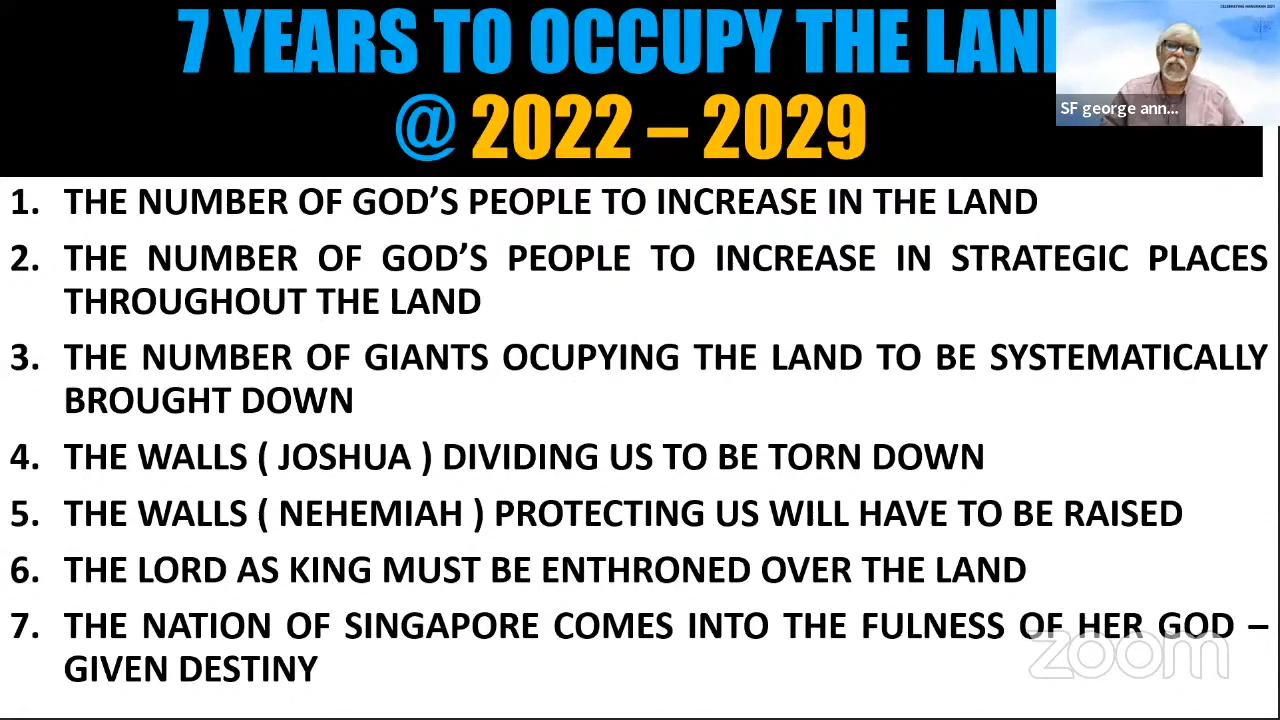 7 YEARS TO OCCUPY THE LAN
@ 2022 – 2029
CELEBRATING HANUKKAH 2021
SF george ann...
1. THE NUMBER OF GOD’S PEOPLE TO INCREASE IN THE LAND
2. THE NUMBER OF GOD’S PEOPLE TO INCREASE IN STRATEGIC PLACES
THROUGHOUT THE LAND
3. THE NUMBER OF GIANTS OCUPYING THE LAND TO BE SYSTEMATICALLY
BROUGHT DOWN
4. THE WALLS ( JOSHUA ) DIVIDING US TO BE TORN DOWN
5. THE WALLS ( NEHEMIAH ) PROTECTING US WILL HAVE TO BE RAISED
6. THE LORD AS KING MUST BE ENTHRONED OVER THE LAND
7. THE NATION OF SINGAPORE COMES INTO THE FULNESS OF HER GOD –
GIVEN DESTINY
zoom